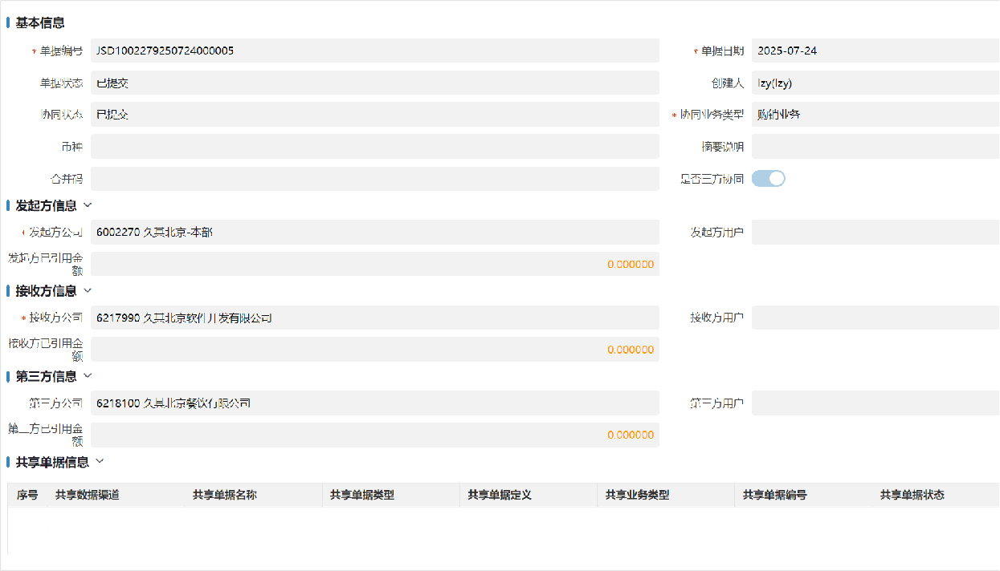 基本信息
* 单据编号 JSD1002279250724000005 * 单据日期 2025-07-24
单据状态 已提交 创建人 lzy(lzy)
协同状态 已提交 * 协同业务类型 购销业务
币种 摘要说明
合并码 是否三方协同
发起方信息
* 发起方公司 6002270 久其北京-本部 发起方用户
发起方已引用金
额 0.000000
接收方信息
* 接收方公司 6217990 久其北京软件开发有限公司 接收方用户
接收方已引用金
额 0.000000
第三方信息
第三方公司 6218100 久其北京餐饮有限公司 第三方用户
第三方已引用金
额 0.000000
共享单据信息
序号 共享数据渠道 共享单据名称 共享单据类型 共享单据定义 共享业务类型 共享单据编号 共享单据状态